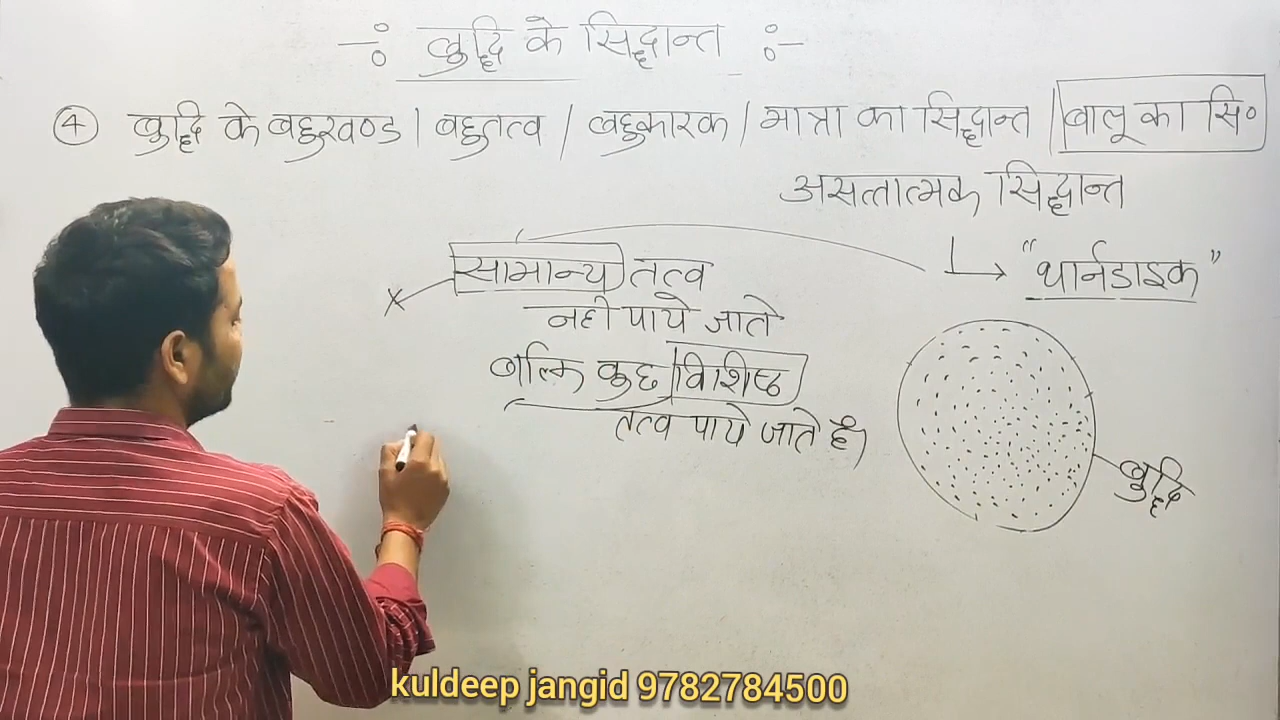 -: बुद्धि के सिद्धान्त :-
④ बुद्धि के बहुखण्ड / बहुतत्व / बहुकारक / मात्रा का सिद्धान्त / बालू का सि०
असत्तात्मक सिद्धान्त
सामान्य तत्व
नही पाये जाते
बल्कि कुछ विशिष्ठ
तत्व पाये जाते है।
"थार्नडाइक"
बुद्धि
kuldeep jangid 9782784500